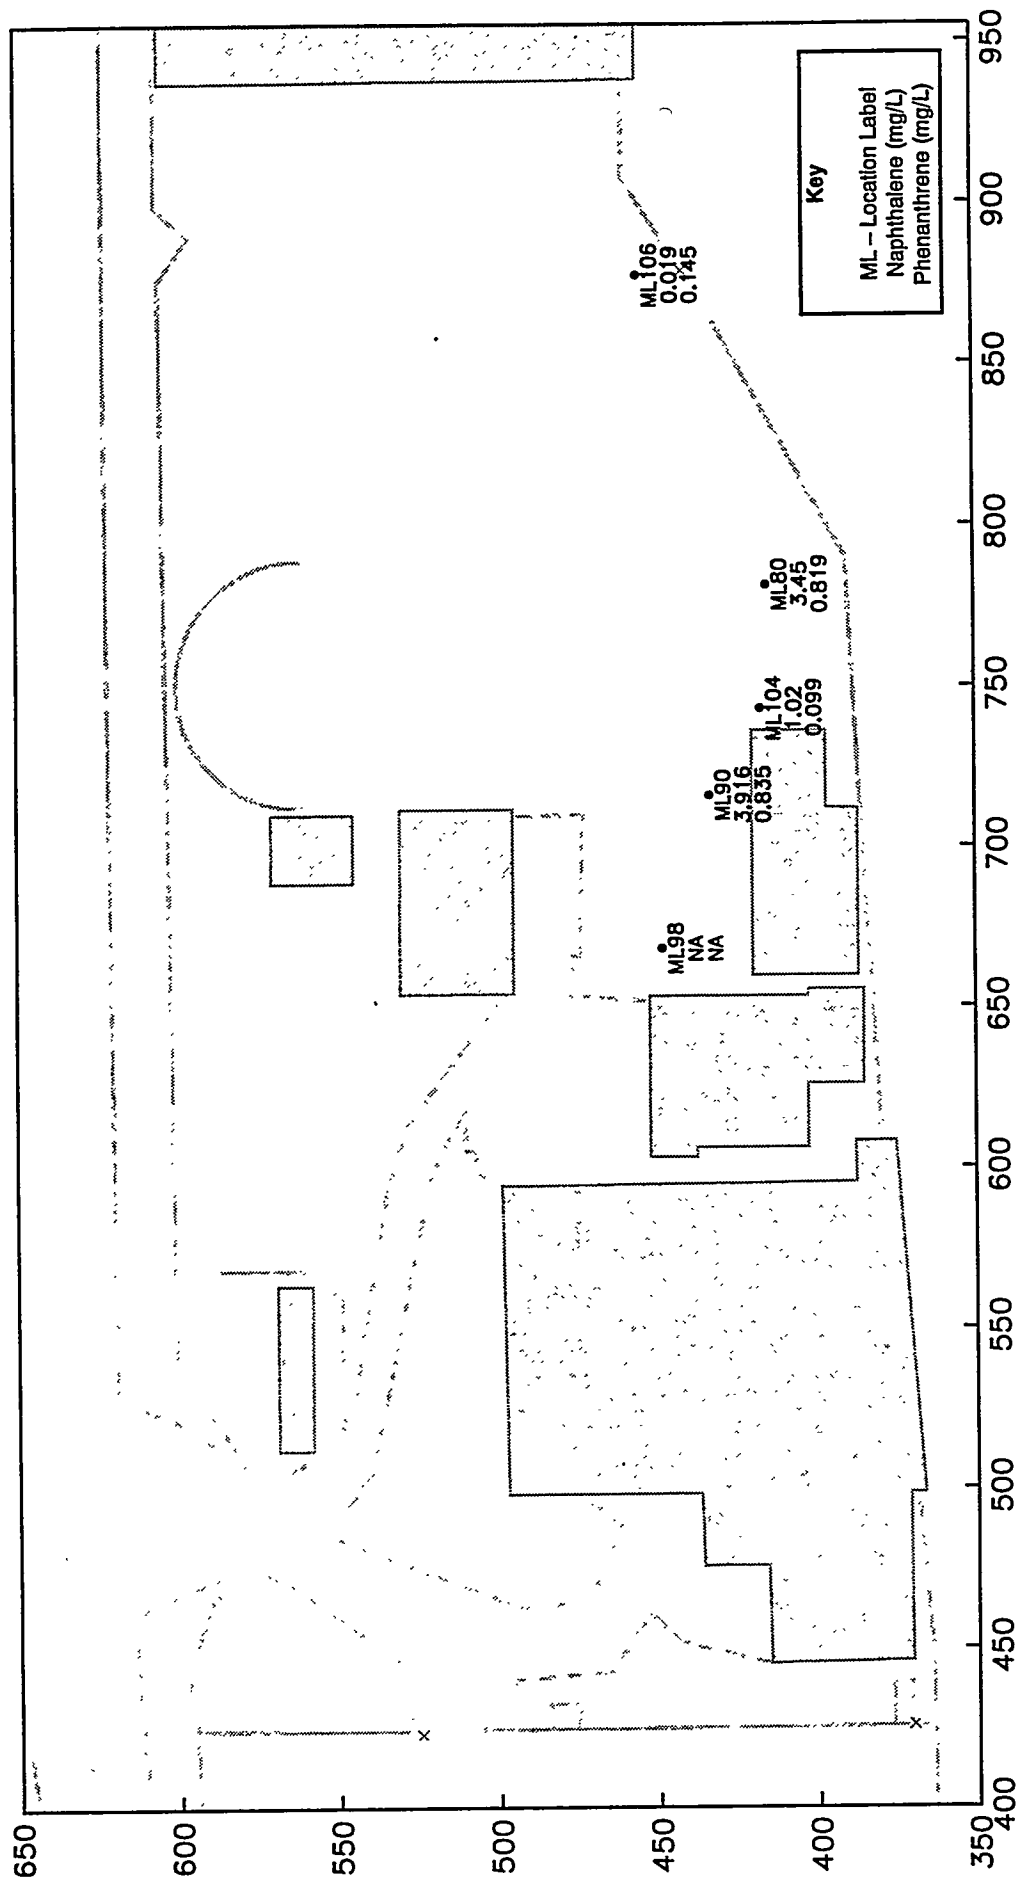 ML106
0.019
0.145
ML80
3.45
0.819
ML104
1.02
0.099
ML90
3.916
0.835
ML98
NA
NA
Key
ML – Location Label
Naphthalene (mg/L)
Phenanthrene (mg/L)
650
600
550
500
450
400
350
400
450
500
550
600
650
700
750
800
850
900
950